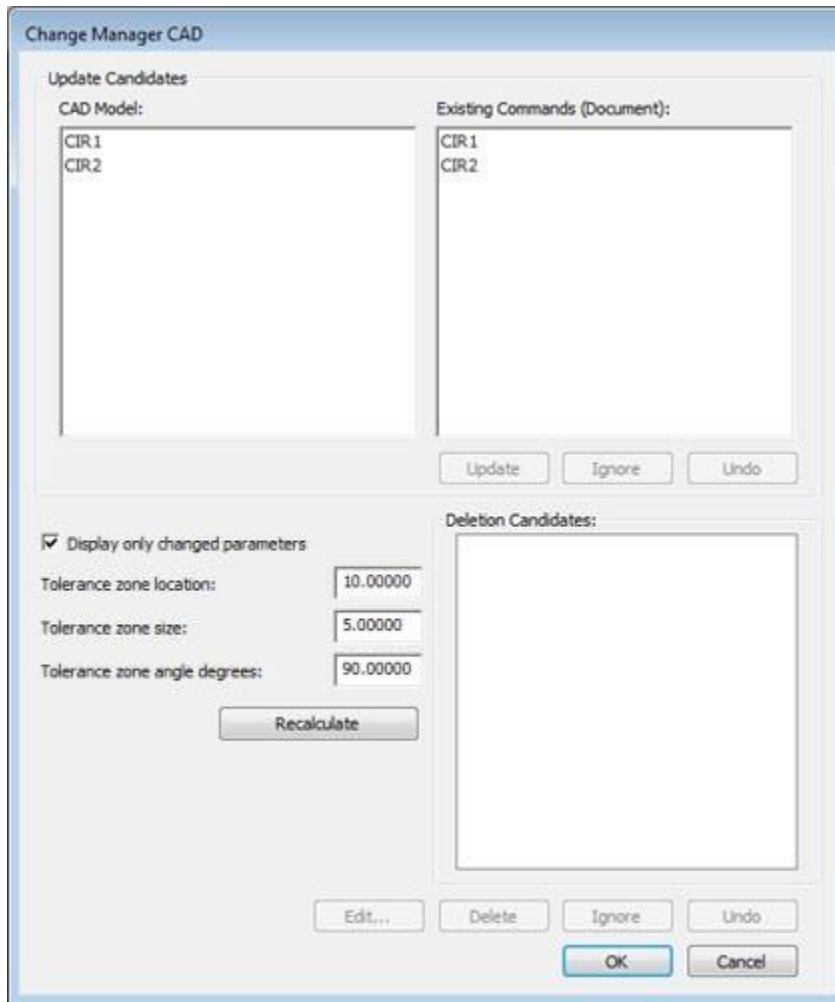 Change Manager CAD
Update Candidates
CAD Model:
Existing Commands (Document):
CIR1
CIR2
CIR1
CIR2
Update
Ignore
Undo
Display only changed parameters
Tolerance zone location:
10.00000
Tolerance zone size:
5.00000
Tolerance zone angle degrees:
90.00000
Recalculate
Deletion Candidates:
Edit...
Delete
Ignore
Undo
OK
Cancel